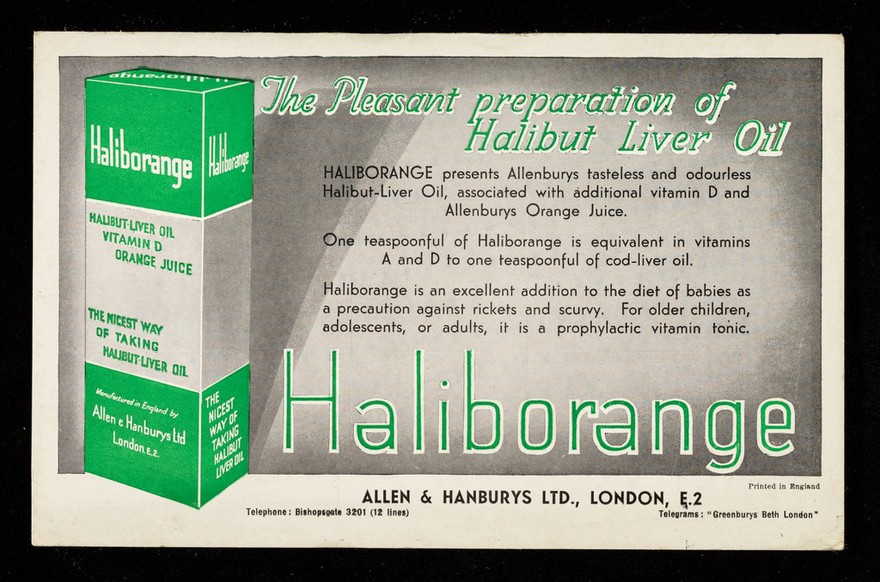 Haliborange
Haliborange
Haliborange
Haliborange
HALIBUT-LIVER OIL
VITAMIN D
ORANGE JUICE
THE NICEST WAY
OF TAKING
HALIBUT-LIVER OIL
Manufactured in England by
Allen & Hanburys Ltd
London. E.2.
THE
NICEST
WAY OF
TAKING
HALIBUT
LIVER OIL
The Pleasant preparation of
Halibut Liver Oil
HALIBORANGE presents Allenburys tasteless and odourless
Halibut-Liver Oil, associated with additional vitamin D and
Allenburys Orange Juice.
One teaspoonful of Haliborange is equivalent in vitamins
A and D to one teaspoonful of cod-liver oil.
Haliborange is an excellent addition to the diet of babies as
a precaution against rickets and scurvy. For older children,
adolescents, or adults, it is a prophylactic vitamin tonic.
Haliborange
Printed in England
ALLEN & HANBURYS LTD., LONDON, E.2
Telephone: Bishopsgate 3201 (12 lines)
Telegrams: "Greenburys Beth London"